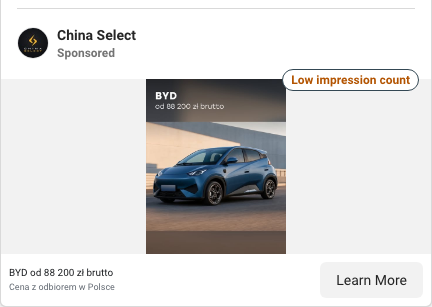 China Select
Sponsored
Low impression count
BYD
od 88 200 zł brutto
BYD od 88 200 zł brutto
Cena z odbiorem w Polsce
Learn More